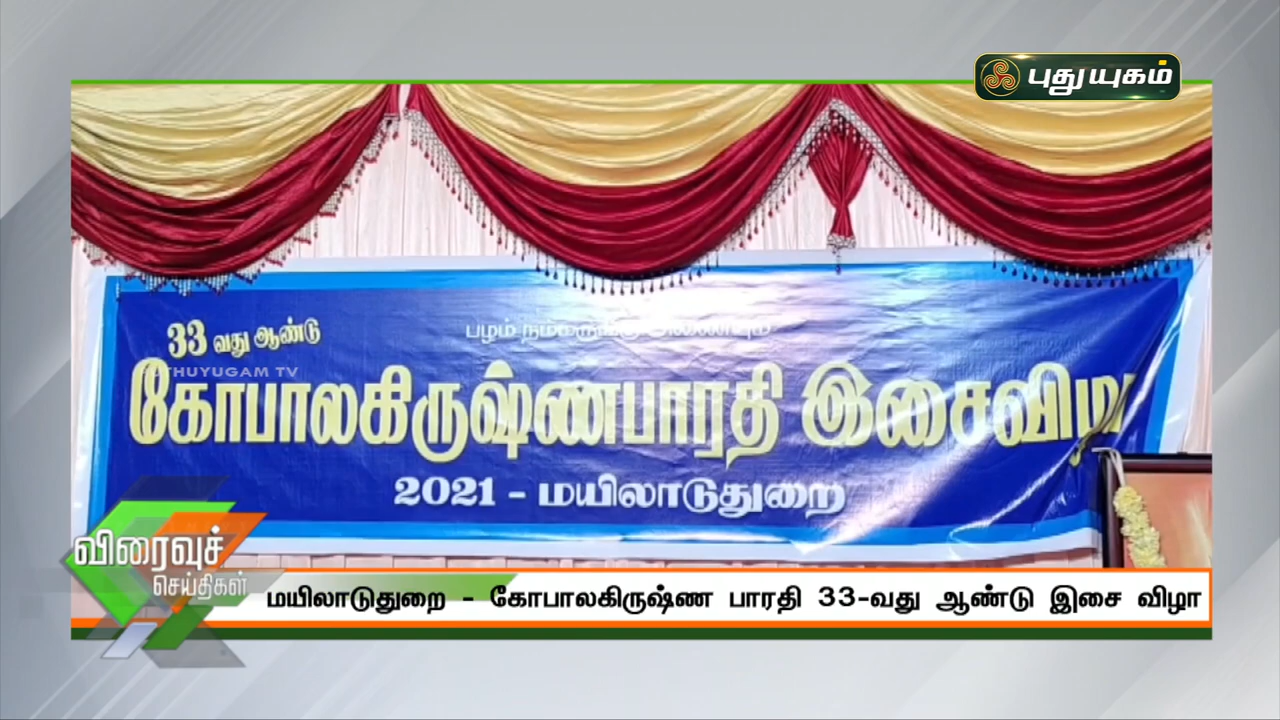 புதுயுகம்
பழம்
33 வது ஆண்டு
THUYUGAM TV
கோபாலகிருஷ்ணபாரதி இசைவிழா
2021 - மயிலாடுதுறை
விரைவுச்
செய்திகள்
மயிலாடுதுறை - கோபாலகிருஷ்ண பாரதி 33-வது ஆண்டு இசை விழா